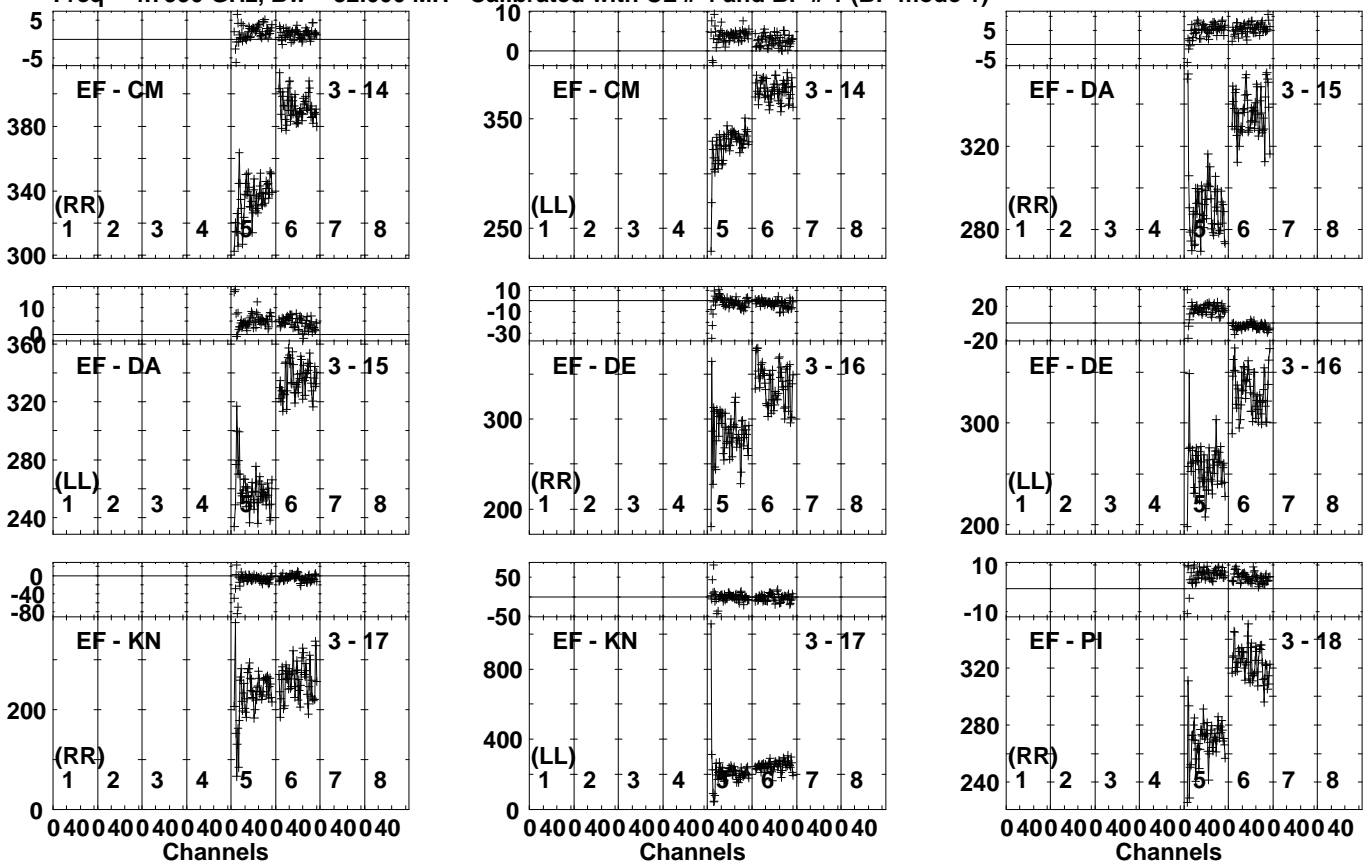 5
-5
EF - CM 3 - 14
380
340
300
(RR)
1 2 3 4 5 6 7 8
10
0
EF - CM 3 - 14
350
250
(LL)
1 2 3 4 5 6 7 8
5
-5
EF - DA 3 - 15
320
280
(RR)
1 2 3 4 5 6 7 8
10
0
EF - DA 3 - 15
360
320
280
240
(LL)
1 2 3 4 5 6 7 8
10
-10
-30
EF - DE 3 - 16
300
200
(RR)
1 2 3 4 5 6 7 8
20
-20
EF - DE 3 - 16
300
200
(LL)
1 2 3 4 5 6 7 8
0
-40
-80
EF - KN 3 - 17
200
0
(RR)
1 2 3 4 5 6 7 8
0 40 0 40 0 40 0 40 0 40 0 40 0 40 0 40
Channels
50
-50
EF - KN 3 - 17
800
400
0
(LL)
1 2 3 4 5 6 7 8
0 40 0 40 0 40 0 40 0 40 0 40 0 40 0 40
Channels
10
-10
EF - PI 3 - 18
320
280
240
(RR)
1 2 3 4 5 6 7 8
0 40 0 40 0 40 0 40 0 40 0 40 0 40 0 40
Channels